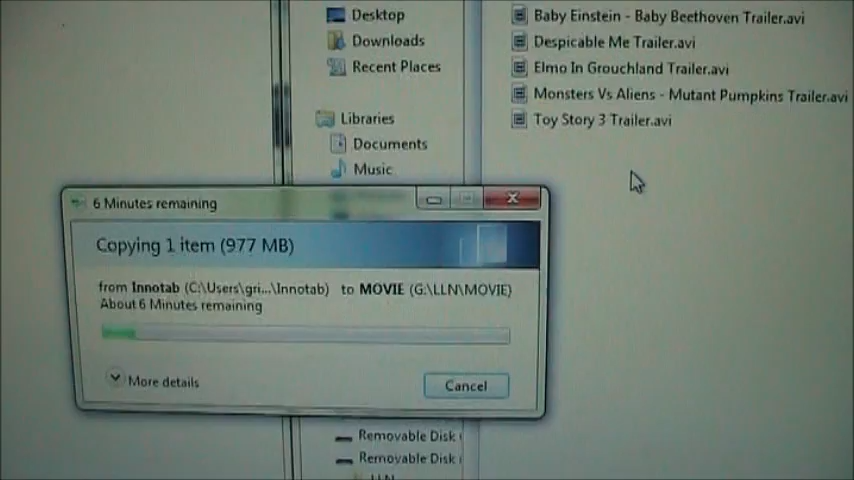 Desktop
Downloads
Recent Places
Libraries
Documents
Music
Baby Einstein - Baby Beethoven Trailer.avi
Despicable Me Trailer.avi
Elmo In Grouchland Trailer.avi
Monsters Vs Aliens - Mutant Pumpkins Trailer.avi
Toy Story 3 Trailer.avi
6 Minutes remaining
Copying 1 item (977 MB)
from Innotab (C:\Users\gri...\Innotab) to MOVIE (G:\LLN\MOVIE)
About 6 Minutes remaining
More details
Cancel
Removable Disk (
Removable Disk (
LLN